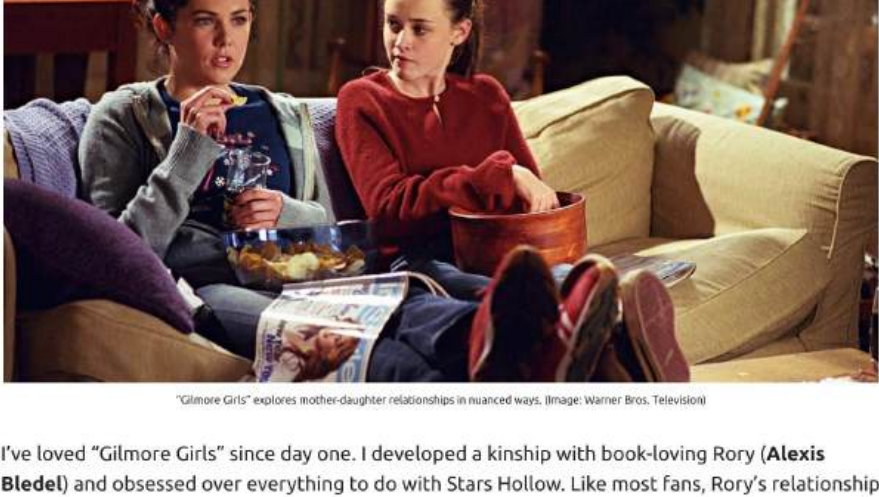 "Gilmore Girls" explores mother-daughter relationships in nuanced ways. (Image: Warner Bros. Television)
I've loved "Gilmore Girls" since day one. I developed a kinship with book-loving Rory (Alexis
Bledel) and obsessed over everything to do with Stars Hollow. Like most fans, Rory's relationship